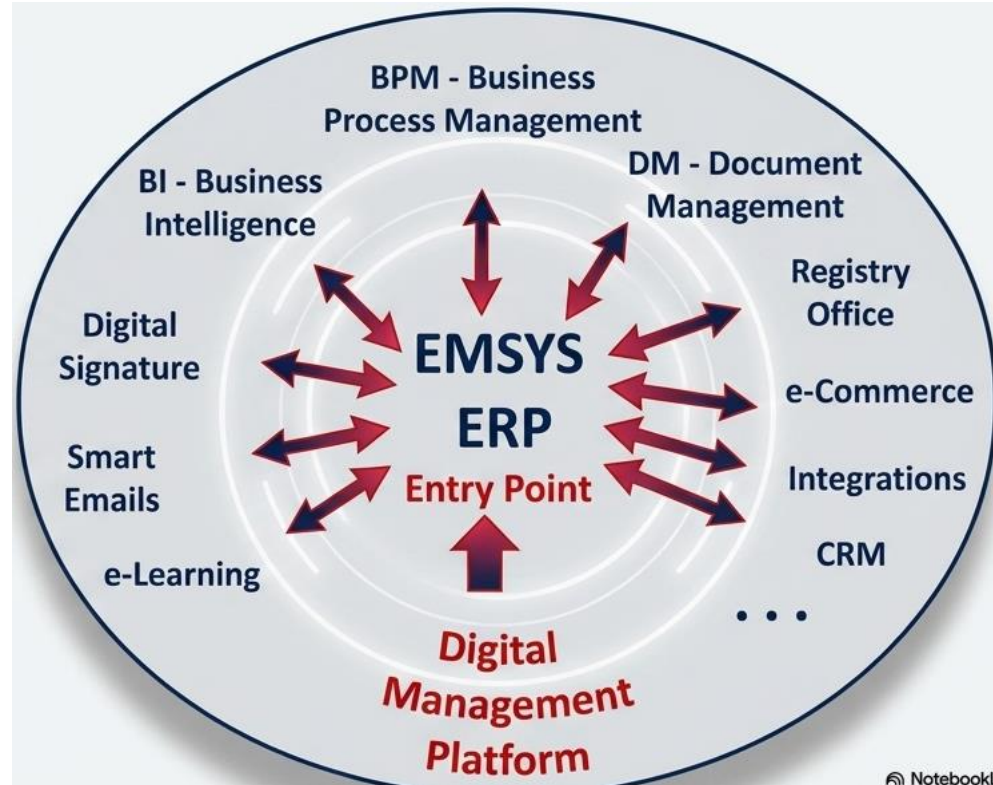 BPM - Business
Process Management
BI - Business
Intelligence
DM - Document
Management
Registry
Office
Digital
Signature
EMSYS
ERP
Entry Point
e-Commerce
Smart
Emails
Integrations
e-Learning
CRM
...
Digital
Management
Platform